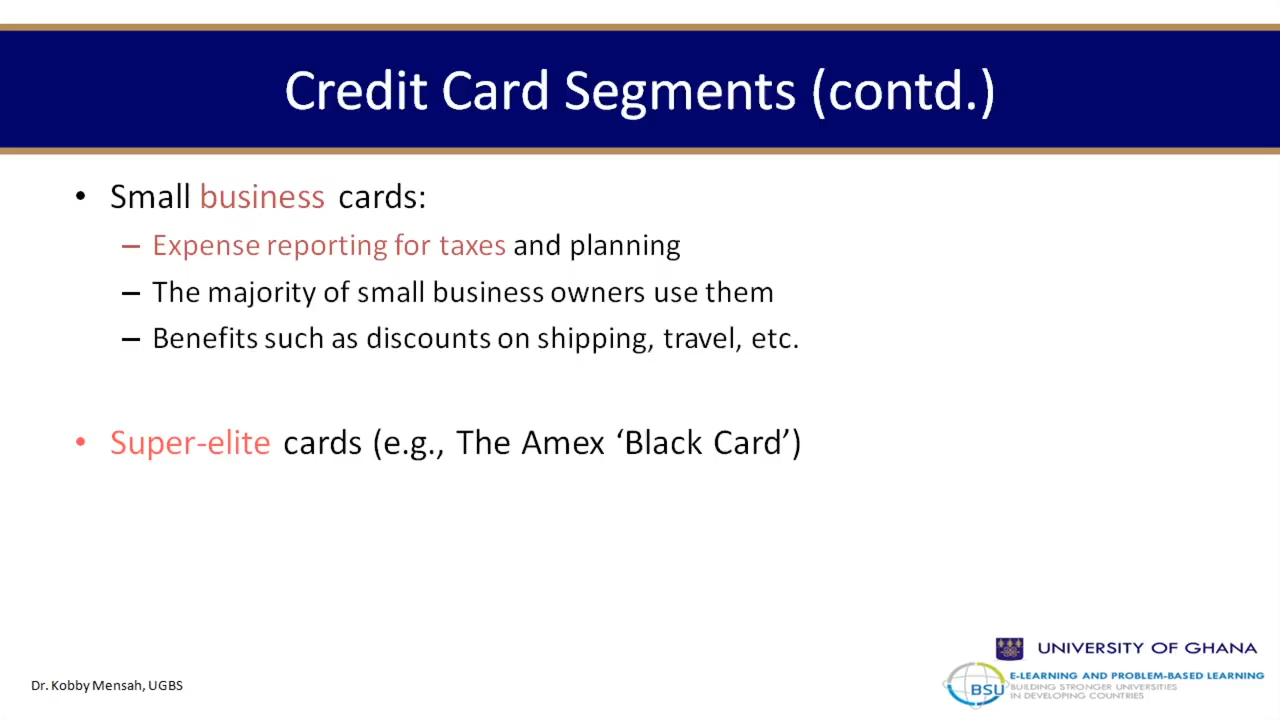 Credit Card Segments (contd.)
• Small business cards:
– Expense reporting for taxes and planning
– The majority of small business owners use them
– Benefits such as discounts on shipping, travel, etc.
• Super-elite cards (e.g., The Amex ‘Black Card’)
Dr. Kobby Mensah, UGBS
UNIVERSITY OF GHANA
BSU
E-LEARNING AND PROBLEM-BASED LEARNING
BUILDING STRONGER UNIVERSITIES
IN DEVELOPING COUNTRIES